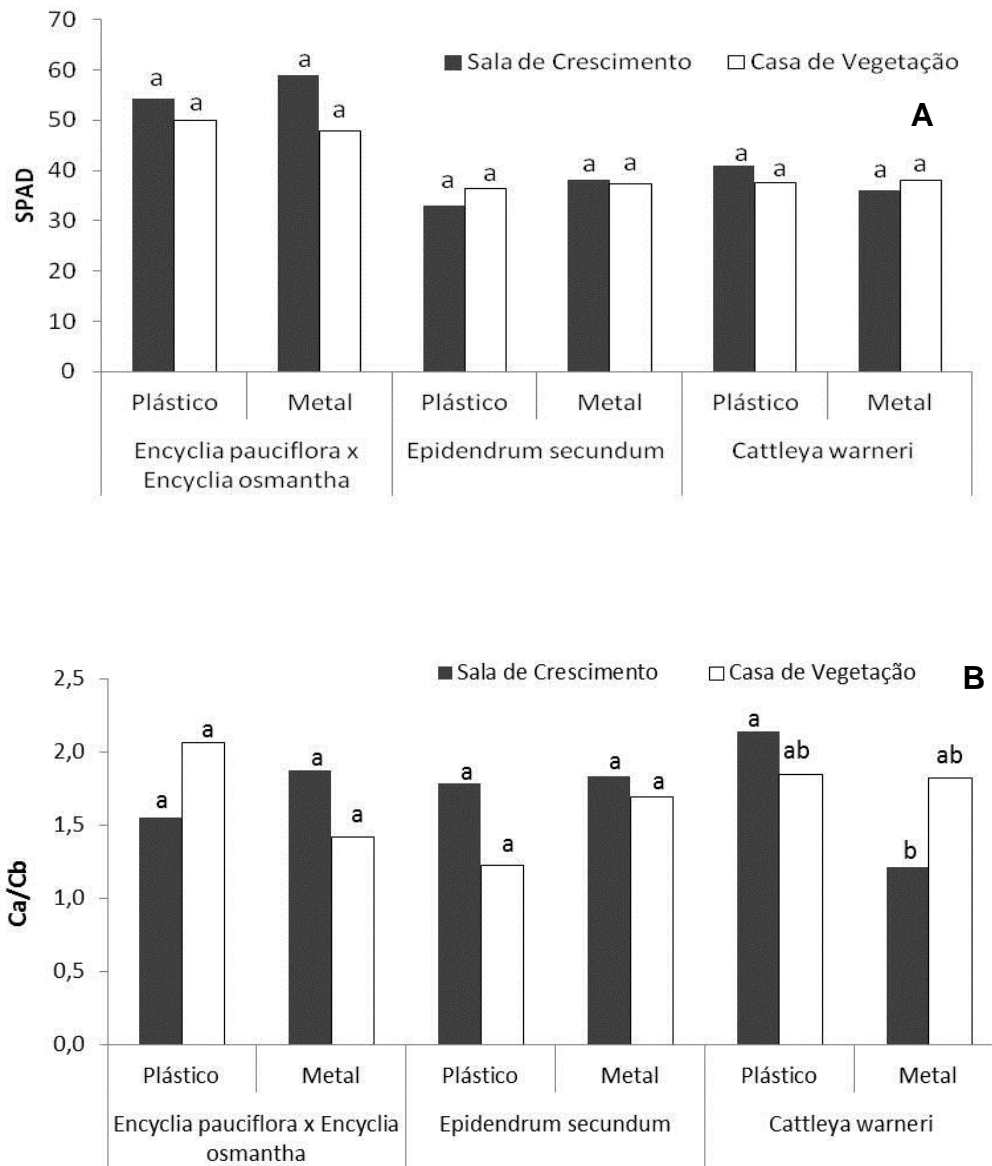 70
60
50
40
30
20
10
0
SPAD
Sala de Crescimento Casa de Vegetação
A
a a a a a a a a a a a a
Plástico Metal Plástico Metal Plástico Metal
Encyclia pauciflora x
Encyclia osmantha
Epidendrum secundum
Cattleya warneri
2,5
2,0
1,5
1,0
0,5
0,0
Ca/Cb
Sala de Crescimento Casa de Vegetação
B
a a a a a a a a a ab b ab
Plástico Metal Plástico Metal Plástico Metal
Encyclia pauciflora x Encyclia
osmantha
Epidendrum secundum
Cattleya warneri